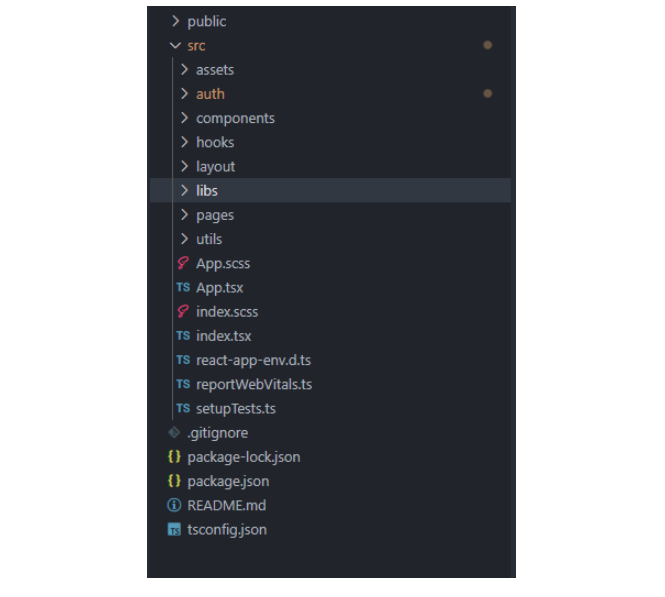 public
src
assets
auth
components
hooks
layout
libs
pages
utils
App.scss
TS App.tsx
index.scss
TS index.tsx
TS react-app-env.d.ts
TS reportWebVitals.ts
TS setupTests.ts
.gitignore
{} package-lock.json
{} package.json
README.md
TS tsconfig.json